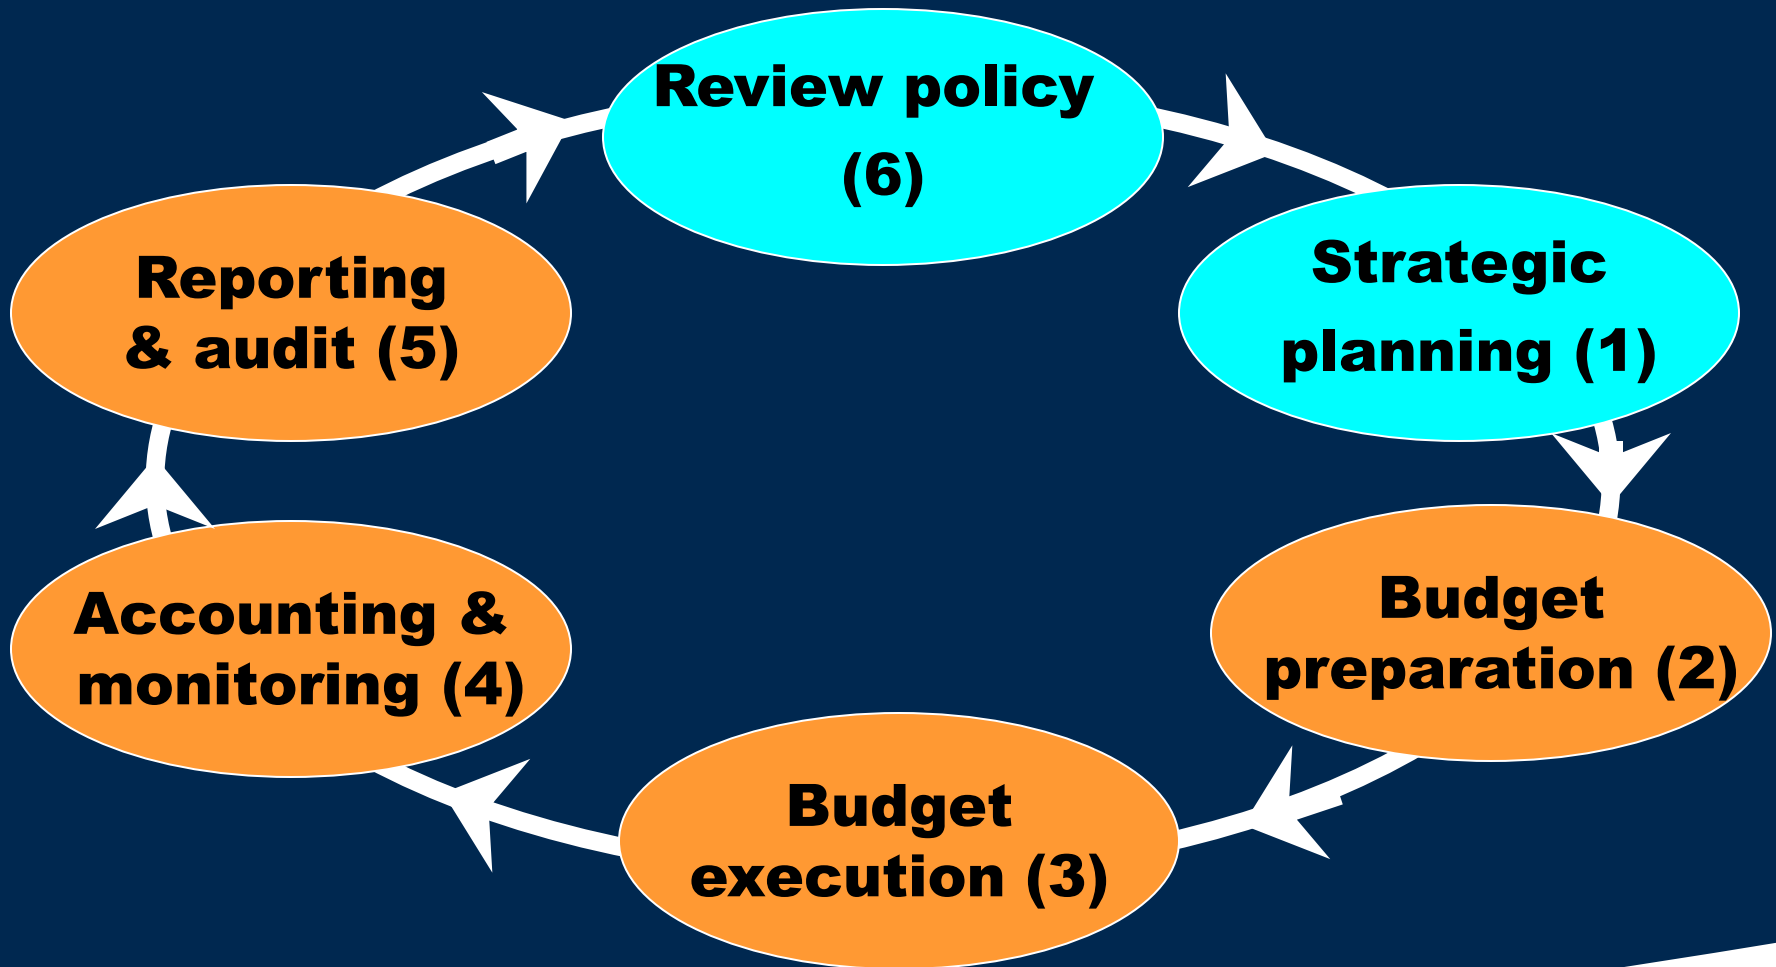 Review policy
(6)
Strategic
planning (1)
Budget
preparation (2)
Budget
execution (3)
Accounting &
monitoring (4)
Reporting
& audit (5)